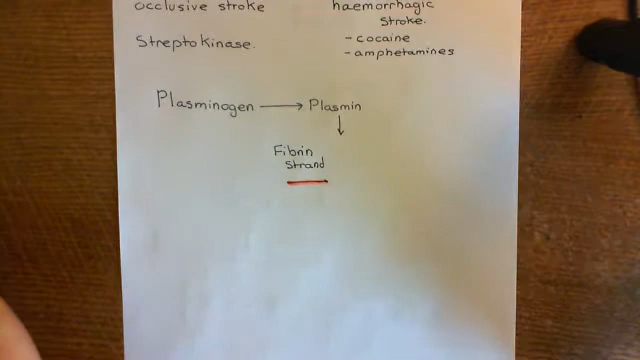 occlusive stroke
haemorrhagic
stroke.
Streptokinase.
- cocaine
- amphetamines
Plasminogen → Plasmin
↓
Fibrin
strand